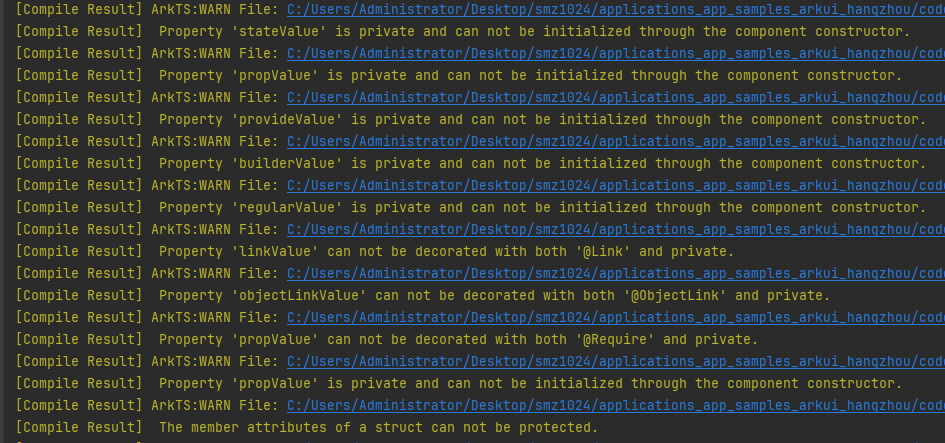 [Compile Result] ArkTS:WARN File: C:/Users/Administrator/Desktop/smz1024/applications_app_samples_arkui_hangzhou/code
[Compile Result]  Property 'stateValue' is private and can not be initialized through the component constructor.
[Compile Result] ArkTS:WARN File: C:/Users/Administrator/Desktop/smz1024/applications_app_samples_arkui_hangzhou/code
[Compile Result]  Property 'propValue' is private and can not be initialized through the component constructor.
[Compile Result] ArkTS:WARN File: C:/Users/Administrator/Desktop/smz1024/applications_app_samples_arkui_hangzhou/code
[Compile Result]  Property 'provideValue' is private and can not be initialized through the component constructor.
[Compile Result] ArkTS:WARN File: C:/Users/Administrator/Desktop/smz1024/applications_app_samples_arkui_hangzhou/code
[Compile Result]  Property 'builderValue' is private and can not be initialized through the component constructor.
[Compile Result] ArkTS:WARN File: C:/Users/Administrator/Desktop/smz1024/applications_app_samples_arkui_hangzhou/code
[Compile Result]  Property 'regularValue' is private and can not be initialized through the component constructor.
[Compile Result] ArkTS:WARN File: C:/Users/Administrator/Desktop/smz1024/applications_app_samples_arkui_hangzhou/code
[Compile Result]  Property 'linkValue' can not be decorated with both '@Link' and private.
[Compile Result] ArkTS:WARN File: C:/Users/Administrator/Desktop/smz1024/applications_app_samples_arkui_hangzhou/code
[Compile Result]  Property 'objectLinkValue' can not be decorated with both '@ObjectLink' and private.
[Compile Result] ArkTS:WARN File: C:/Users/Administrator/Desktop/smz1024/applications_app_samples_arkui_hangzhou/code
[Compile Result]  Property 'propValue' can not be decorated with both '@Require' and private.
[Compile Result] ArkTS:WARN File: C:/Users/Administrator/Desktop/smz1024/applications_app_samples_arkui_hangzhou/code
[Compile Result]  Property 'propValue' is private and can not be initialized through the component constructor.
[Compile Result] ArkTS:WARN File: C:/Users/Administrator/Desktop/smz1024/applications_app_samples_arkui_hangzhou/code
[Compile Result]  The member attributes of a struct can not be protected.